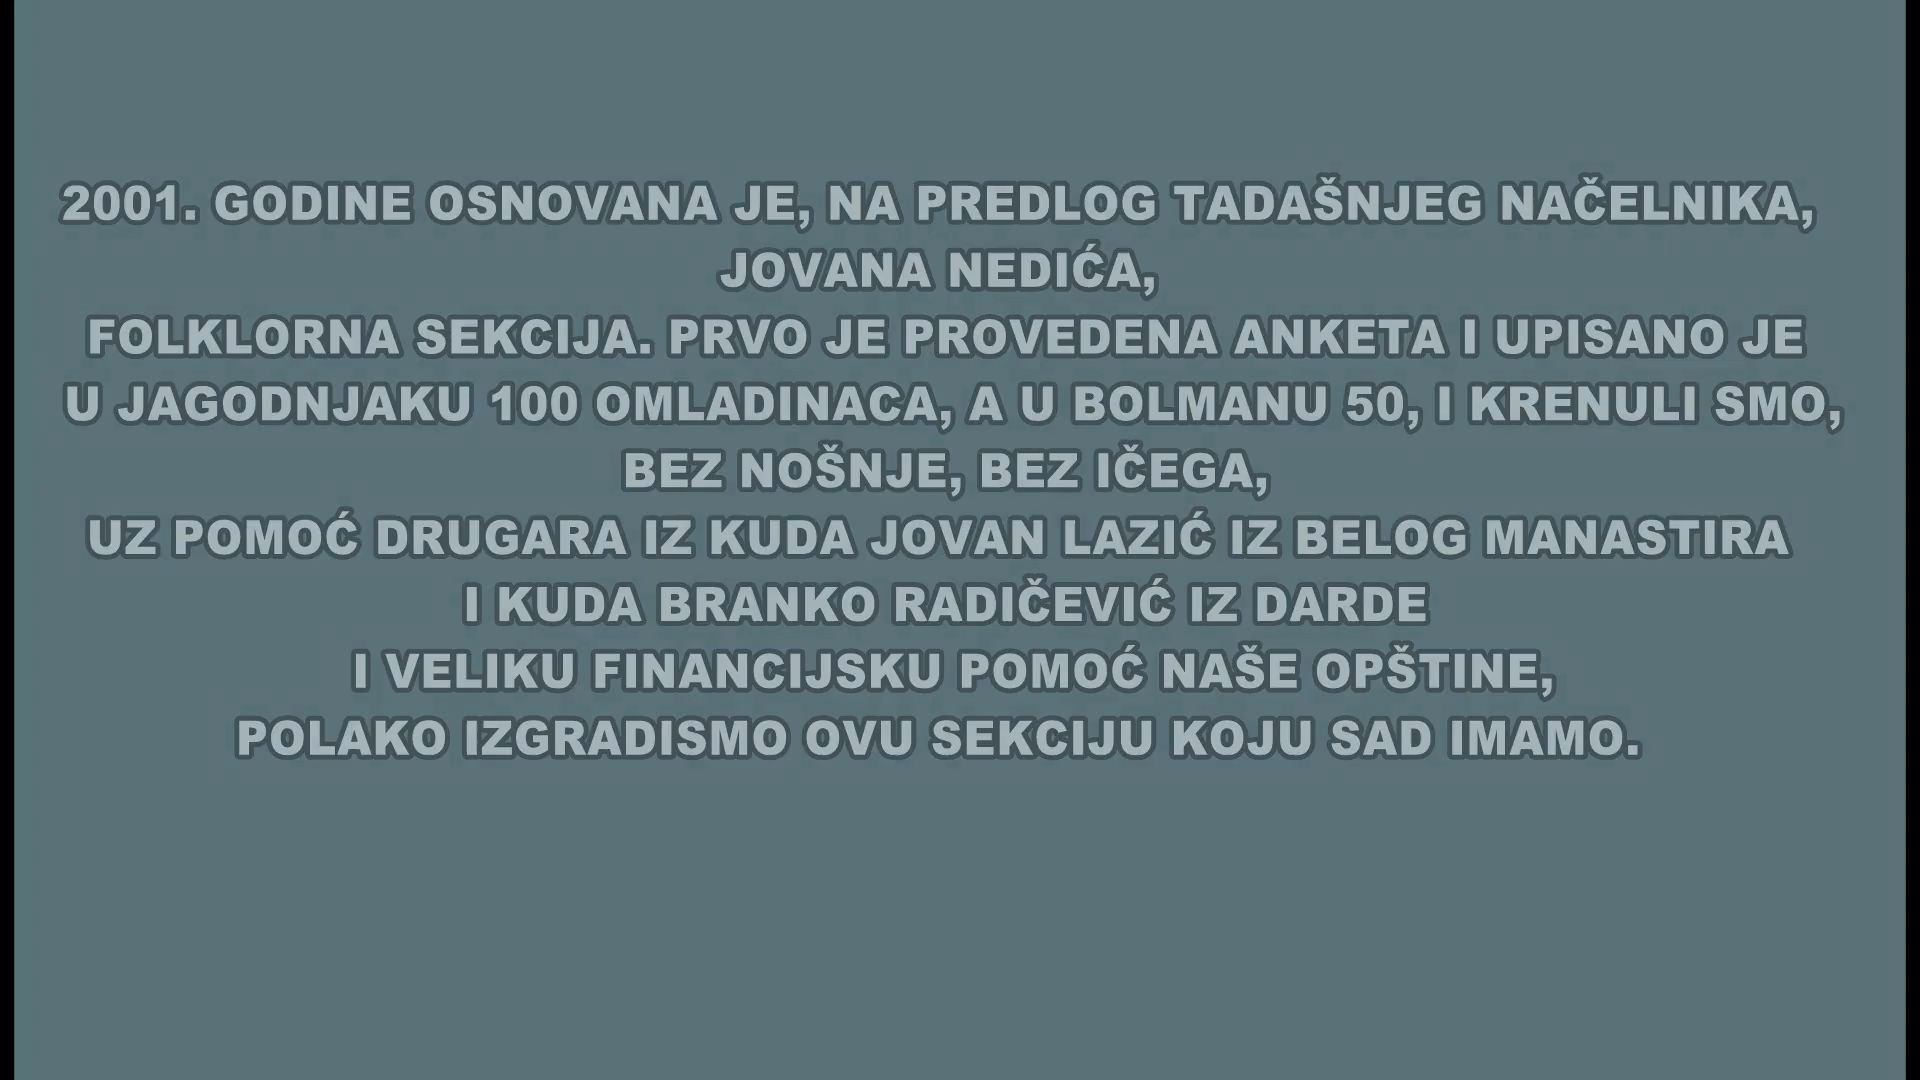 2001. GODINE OSNOVANA JE, NA PREDLOG TADAŠNJEG NAČELNIKA,
JOVANA NEDIĆA,
FOLKLORNA SEKCIJA. PRVO JE PROVEDENA ANKETA I UPISANO JE
U JAGODNJAKU 100 OMLADINACA, A U BOLMANU 50, I KRENULI SMO,
BEZ NOŠNJE, BEZ IČEGA,
UZ POMOĆ DRUGARA IZ KUDA JOVAN LAZIĆ IZ BELOG MANASTIRA
I KUDA BRANKO RADIČEVIĆ IZ DARDE
I VELIKU FINANCIJSKU POMOĆ NAŠE OPŠTINE,
POLAKO IZGRADISMO OVU SEKCIJU KOJU SAD IMAMO.